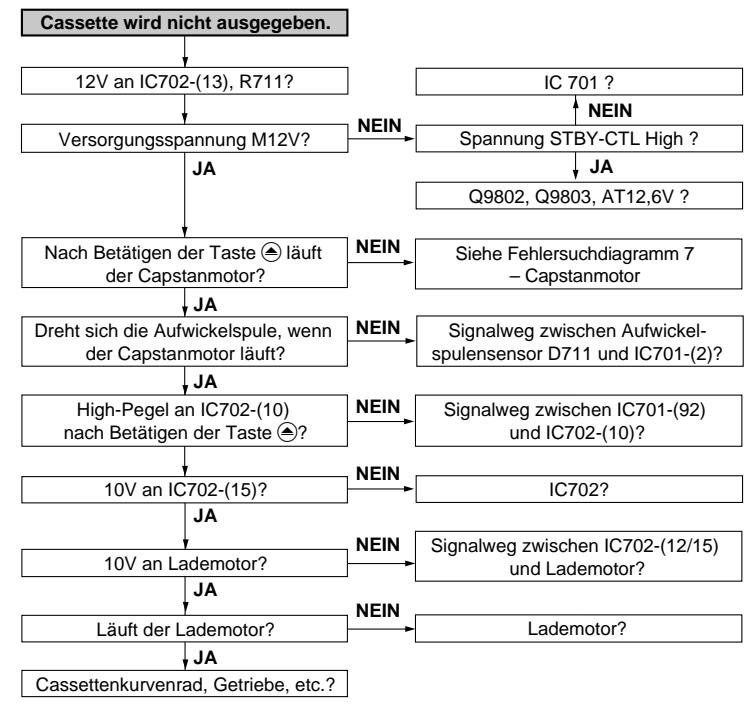 Cassette wird nicht ausgegeben.
12V an IC702-(13), R711?
IC 701 ?
NEIN
Versorgungsspannung M12V?
NEIN
Spannung STBY-CTL High ?
JA
JA
Q9802, Q9803, AT12,6V ?
Nach Betätigen der Taste ⏏ läuft
der Capstanmotor?
NEIN
Siehe Fehlersuchdiagramm 7
– Capstanmotor
JA
Dreht sich die Aufwickelspule, wenn
der Capstanmotor läuft?
NEIN
Signalweg zwischen Aufwickel-
spulensensor D711 und IC701-(2)?
JA
High-Pegel an IC702-(10)
nach Betätigen der Taste ⏏?
NEIN
Signalweg zwischen IC701-(92)
und IC702-(10)?
10V an IC702-(15)?
NEIN
IC702?
JA
10V an Lademotor?
NEIN
Signalweg zwischen IC702-(12/15)
und Lademotor?
JA
Läuft der Lademotor?
NEIN
Lademotor?
JA
Cassettenkurvenrad, Getriebe, etc.?